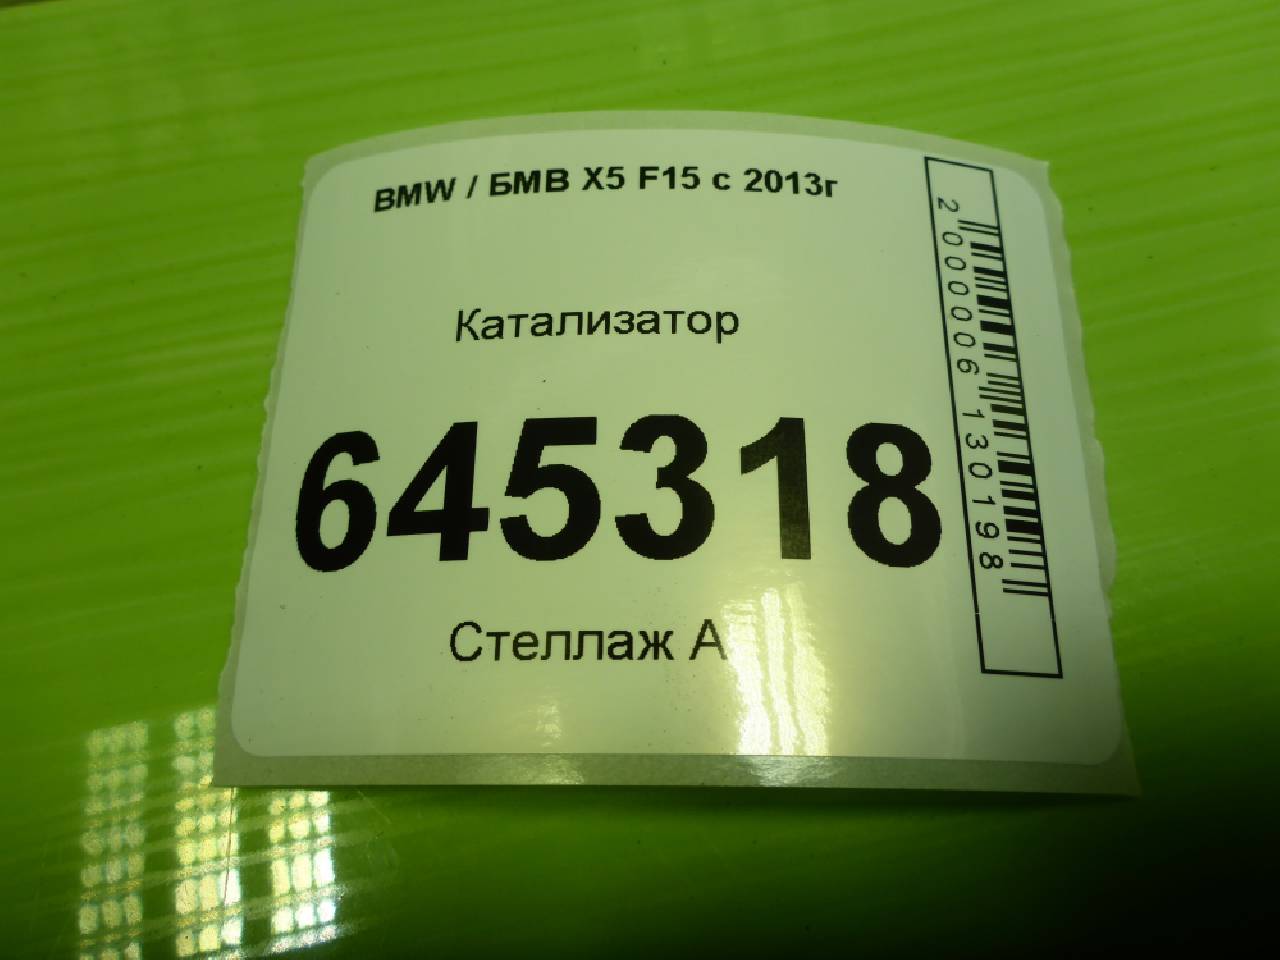 BMW / БМВ X5 F15 с 2013г
Катализатор
645318
Стеллаж А
2000006130198